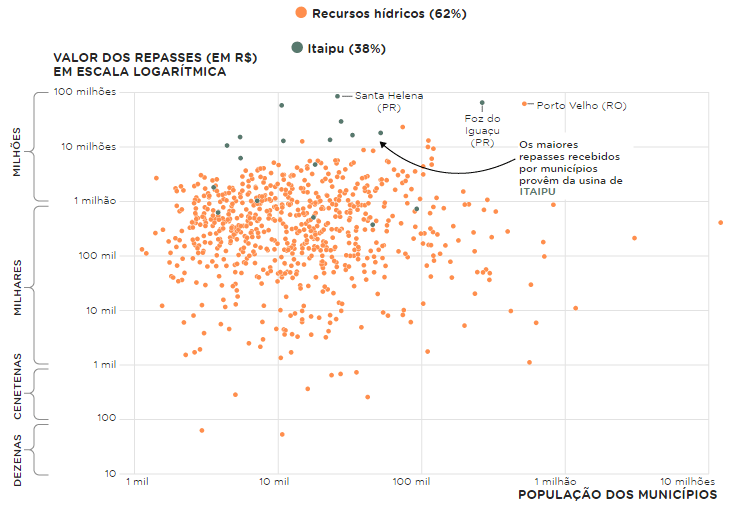 Recursos hídricos (62%)
Itaipu (38%)
VALOR DOS REPASSES (EM R$)
EM ESCALA LOGARÍTMICA
100 milhões
10 milhões
1 milhão
100 mil
10 mil
1 mil
100
10
MILHÕES
MILHARES
CENETENAS
DEZENAS
Santa Helena
(PR)
Foz do
Iguaçu
(PR)
Porto Velho (RO)
Os maiores
repasses recebidos
por municípios
provêm da usina de
ITAIPU
1 mil
10 mil
100 mil
1 milhão
10 milhões
POPULAÇÃO DOS MUNICÍPIOS